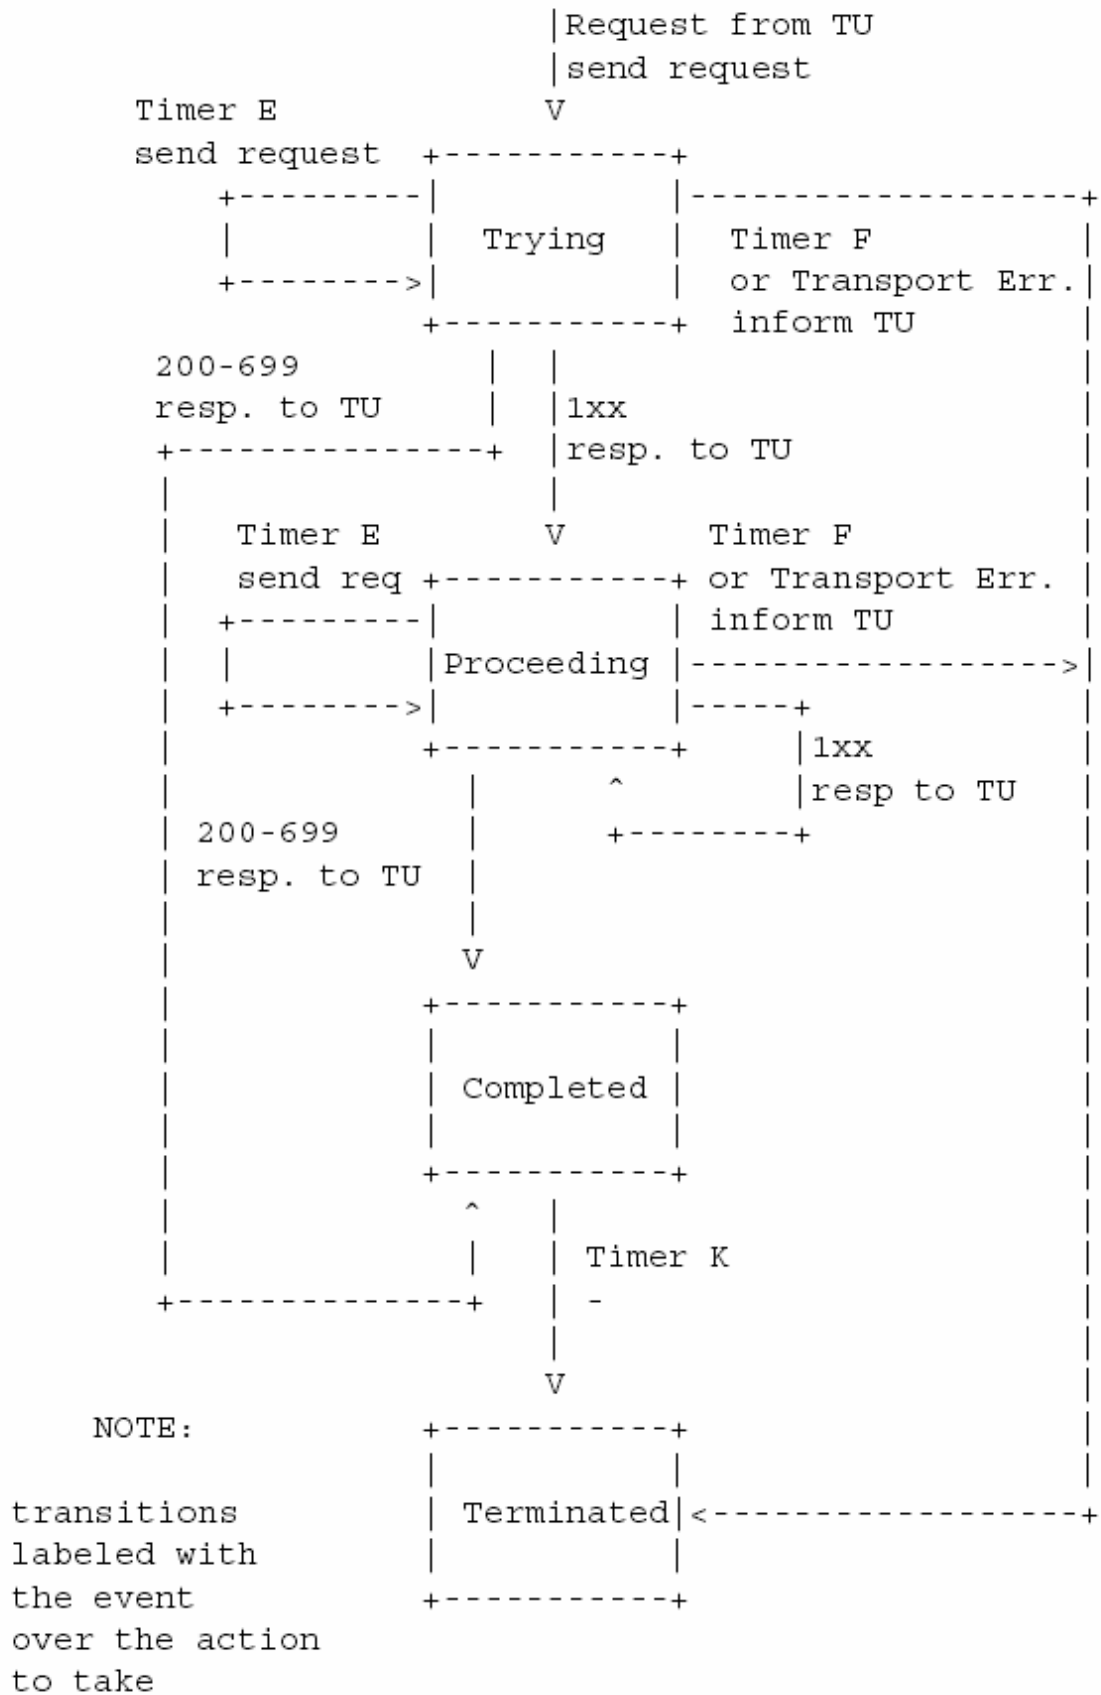 |Request from TU
|send request
Timer E             V
send request  +-----------+
    +---------|           |-------------------+
    |         |  Trying   |  Timer F          |
    +-------->|           |  or Transport Err.|
              +-----------+  inform TU        |
200-699          |  |                         |
resp. to TU      |  |1xx                      |
+---------------+   |resp. to TU              |
|                   |                         |
|   Timer E         V       Timer F           |
|   send req  +-----------+ or Transport Err. |
|  +---------|            | inform TU         |
|  |         |Proceeding  |------------------>|
|  +-------->|            |-----+             |
|             +-----------+     |1xx          |
|               |      ^        |resp to TU   |
| 200-699       |      +--------+             |
| resp. to TU   |                             |
|               |                             |
|               V                             |
|             +-----------+                   |
|             |           |                   |
|             | Completed |                   |
|             |           |                   |
|             +-----------+                   |
|               ^   |                         |
|               |   | Timer K                 |
+--------------+    | -                       |
                    |                         |
                    V                         |
NOTE:         +-----------+                   |
              |           |                   |
transitions   | Terminated|<------------------+
labeled with  |           |
the event     +-----------+
over the action
to take